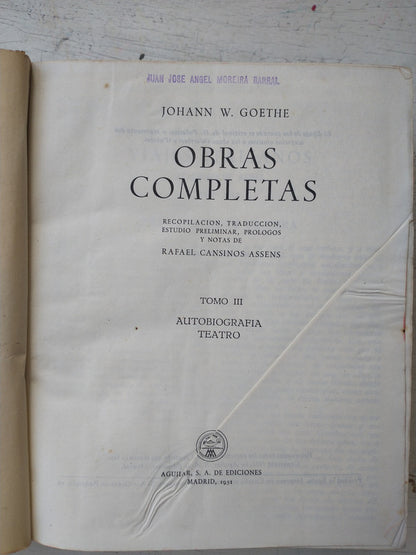 JUAN JOSE ANGEL MOREIRA BARRAL
JOHANN W. GOETHE
OBRAS
COMPLETAS
RECOPILACION, TRADUCCION,
ESTUDIO PRELIMINAR, PROLOGOS
Y NOTAS DE
RAFAEL CANSINOS ASSENS
TOMO III
AUTOBIOGRAFIA
TEATRO
AGUILAR, S. A. DE EDICIONES
MADRID, 1951